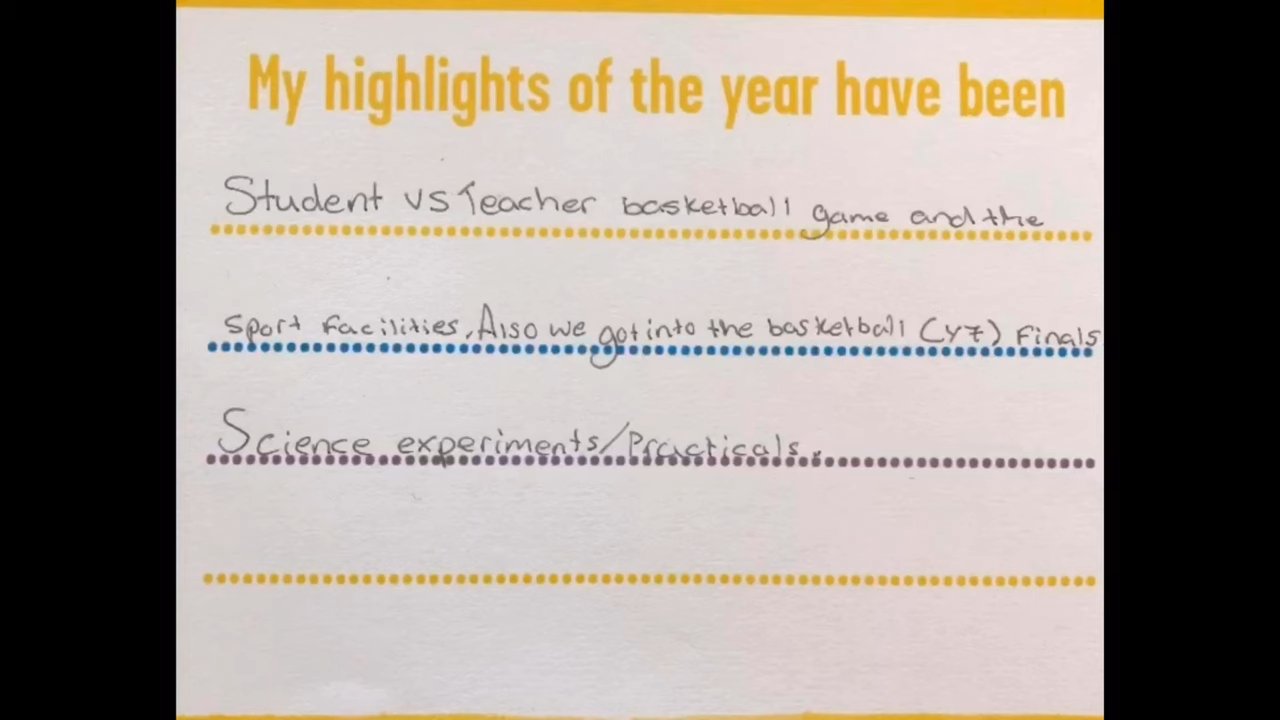 My highlights of the year have been
Student vs Teacher basketball game and the
sport facilities. Also we got into the basketball (Y7) Finals
Science experiments/Practicals.